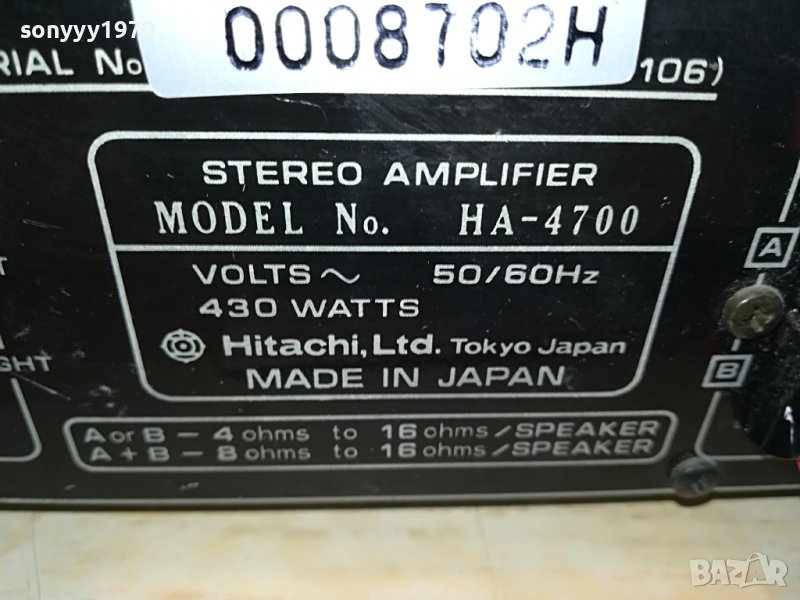 sonyyy1979
0008702H
RIAL No 106)
STEREO AMPLIFIER
MODEL No. HA-4700
VOLTS ~ 50/60Hz
430 WATTS
Hitachi, Ltd. Tokyo Japan
MADE IN JAPAN
A or B - 4 ohms to 16 ohms/SPEAKER
A + B - 8 ohms to 16 ohms/SPEAKER
A
B
GHT
BAZAR